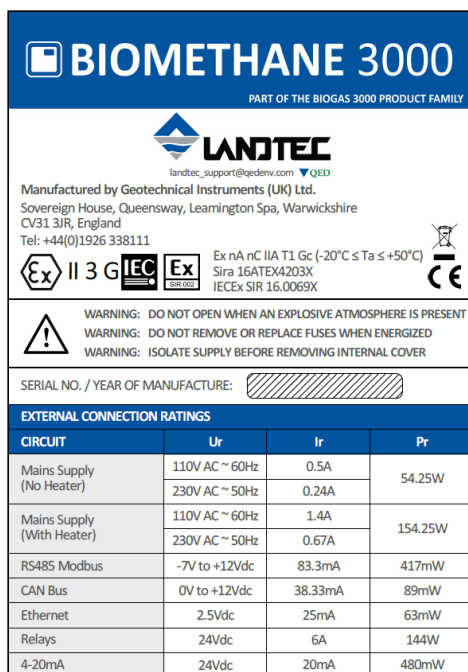 BIOMETHANE 3000
PART OF THE BIOGAS 3000 PRODUCT FAMILY
LANDTEC
landtec_support@qedenv.com QED
Manufactured by Geotechnical Instruments (UK) Ltd.
Sovereign House, Queensway, Leamington Spa, Warwickshire
CV31 3JR, England
Tel: +44(0)1926 338111
Ex II 3 G IEC Ex SIR 002
Ex nA nC IIA T1 Gc (-20°C ≤ Ta ≤ +50°C)
Sira 16ATEX4203X
IECEx SIR 16.0069X
CE
WARNING: DO NOT OPEN WHEN AN EXPLOSIVE ATMOSPHERE IS PRESENT
WARNING: DO NOT REMOVE OR REPLACE FUSES WHEN ENERGIZED
WARNING: ISOLATE SUPPLY BEFORE REMOVING INTERNAL COVER
SERIAL NO. / YEAR OF MANUFACTURE:
EXTERNAL CONNECTION RATINGS
CIRCUIT Ur Ir Pr
Mains Supply (No Heater) 110V AC ~ 60Hz 0.5A 54.25W
230V AC ~ 50Hz 0.24A
Mains Supply (With Heater) 110V AC ~ 60Hz 1.4A 154.25W
230V AC ~ 50Hz 0.67A
RS485 Modbus -7V to +12Vdc 83.3mA 417mW
CAN Bus 0V to +12Vdc 38.33mA 89mW
Ethernet 2.5Vdc 25mA 63mW
Relays 24Vdc 6A 144W
4-20mA 24Vdc 20mA 480mW